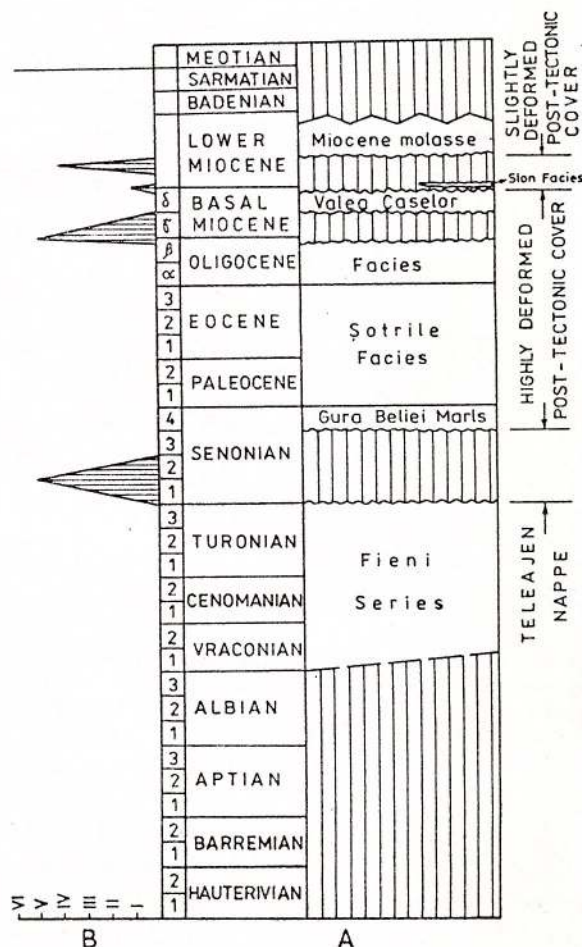 MEOTIAN
SARMATIAN
BADENIAN
LOWER
MIOCENE
Miocene molasse
Slon Facies
δ
γ
BASAL
MIOCENE
Valea Caselor
β
α
OLIGOCENE
Facies
3
2
1
EOCENE
Șotrile
Facies
2
1
PALEOCENE
4
3
2
1
SENONIAN
Gura Beliei Marls
3
2
1
TURONIAN
Fieni
Series
2
1
CENOMANIAN
2
1
VRACONIAN
3
2
1
ALBIAN
3
2
1
APTIAN
2
1
BARREMIAN
2
1
HAUTERIVIAN
SLIGHTLY
DEFORMED
POST-TECTONIC
COVER
HIGHLY DEFORMED
POST-TECTONIC COVER
TELEAJEN
NAPPE
VI V IV III II I
B A